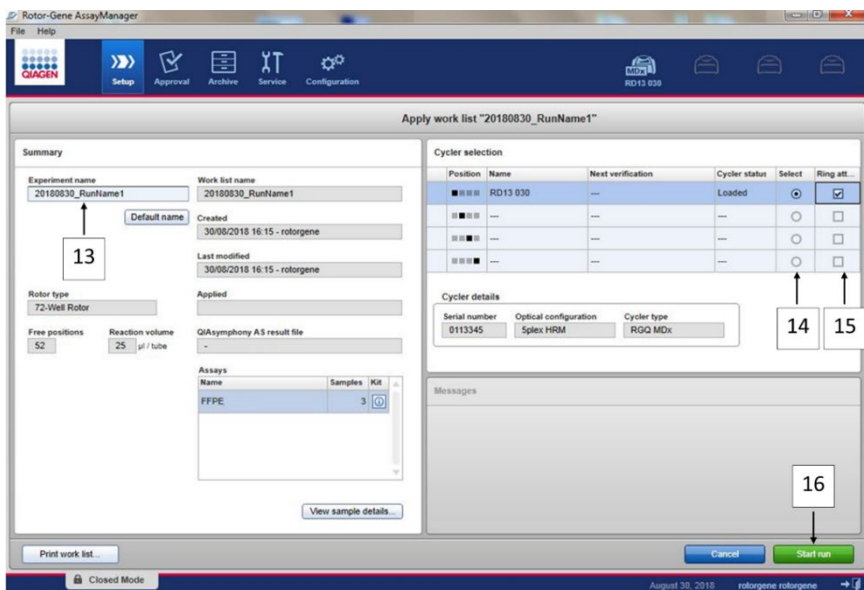 Rotor-Gene AssayManager
File Help
QIAGEN
Setup Approval Archive Service Configuration
MDx
RD13 030
Apply work list "20180830_RunName1"
Summary
Experiment name
20180830_RunName1
Default name
13
Work list name
20180830_RunName1
Created
30/08/2018 16:15 - rotorgene
Last modified
30/08/2018 16:15 - rotorgene
Rotor type
72-Well Rotor
Applied
Free positions
52
Reaction volume
25 µl / tube
QIAsymphony AS result file
-
Assays
Name Samples Kit
FFPE 3
View sample details...
Cycler selection
Position Name Next verification Cycler status Select Ring att...
RD13 030 --- Loaded
--- --- ---
--- --- ---
--- --- ---
14 15
Cycler details
Serial number Optical configuration Cycler type
0113345 5plex HRM RGQ MDx
Messages
16
Print work list...
Cancel
Start run
Closed Mode
August 30, 2018 rotorgene rotorgene